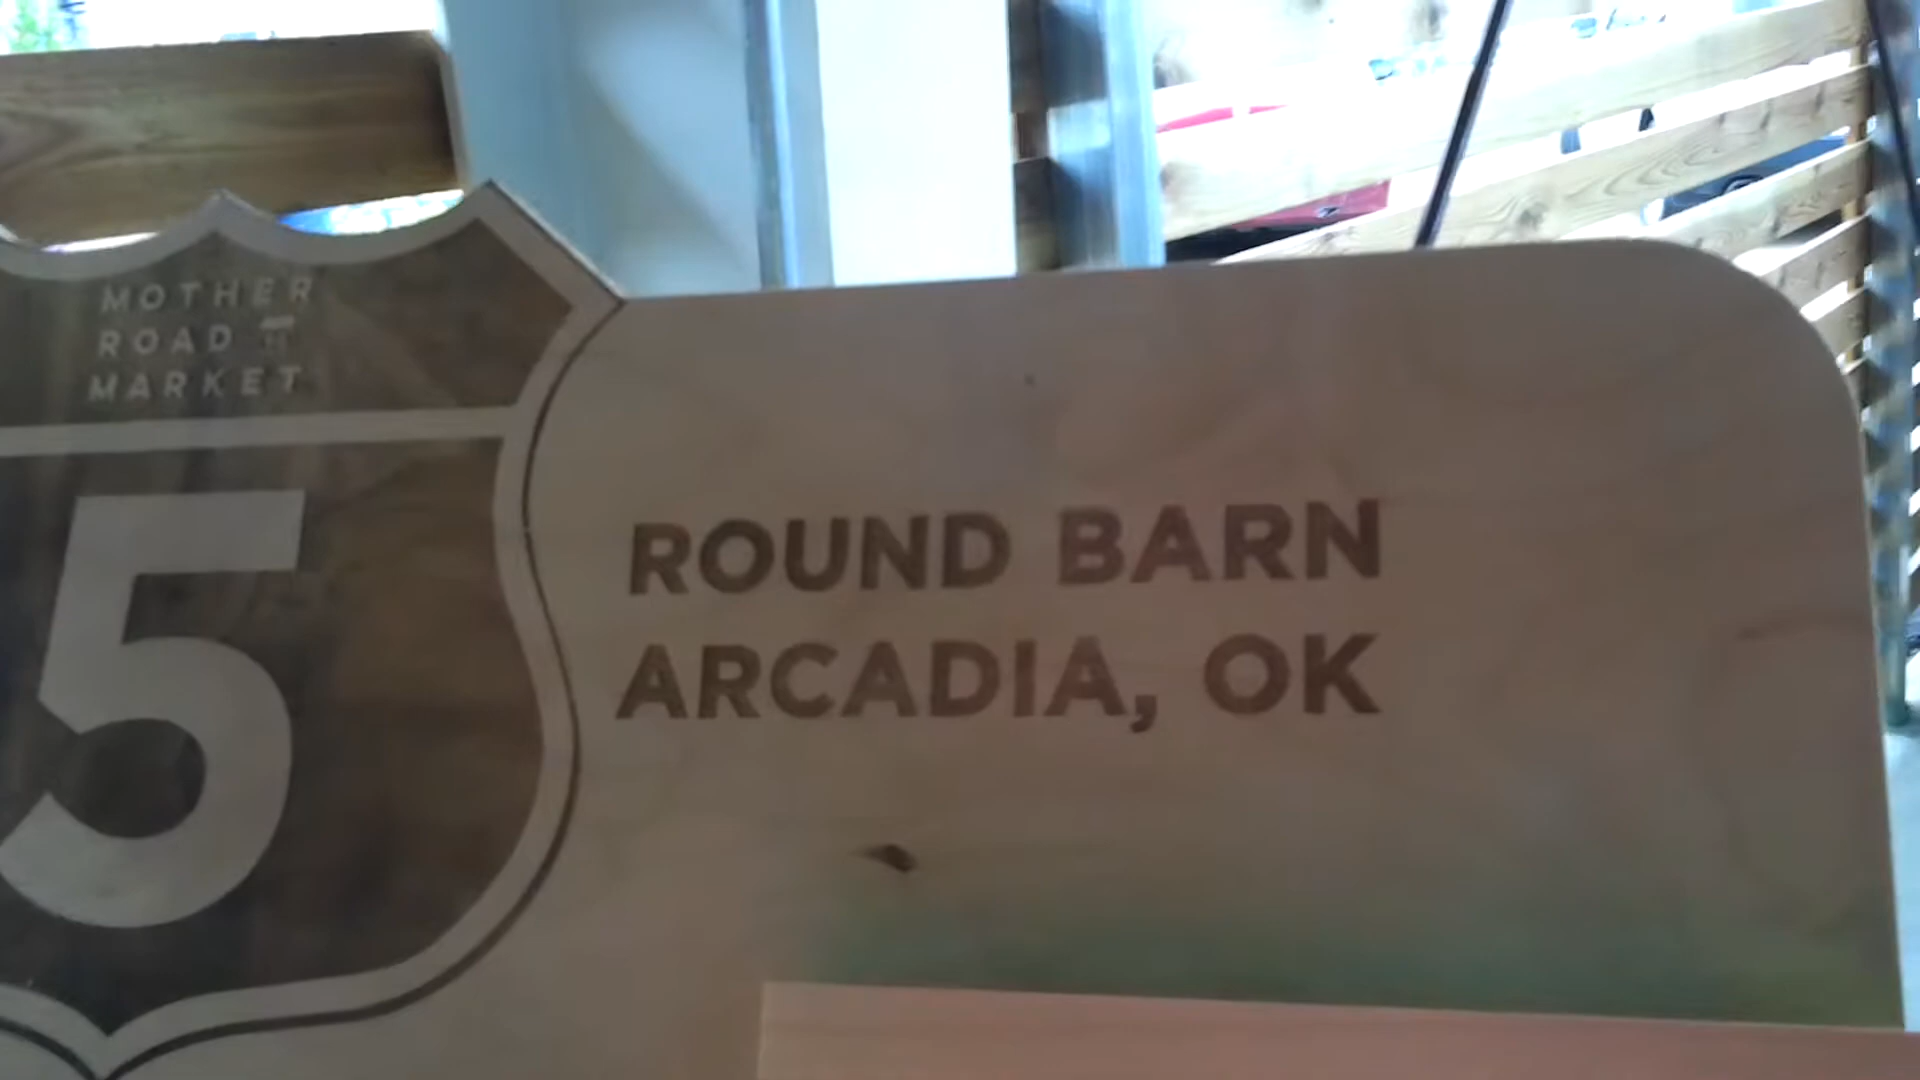 MOTHER
ROAD
MARKET
5
ROUND BARN
ARCADIA, OK